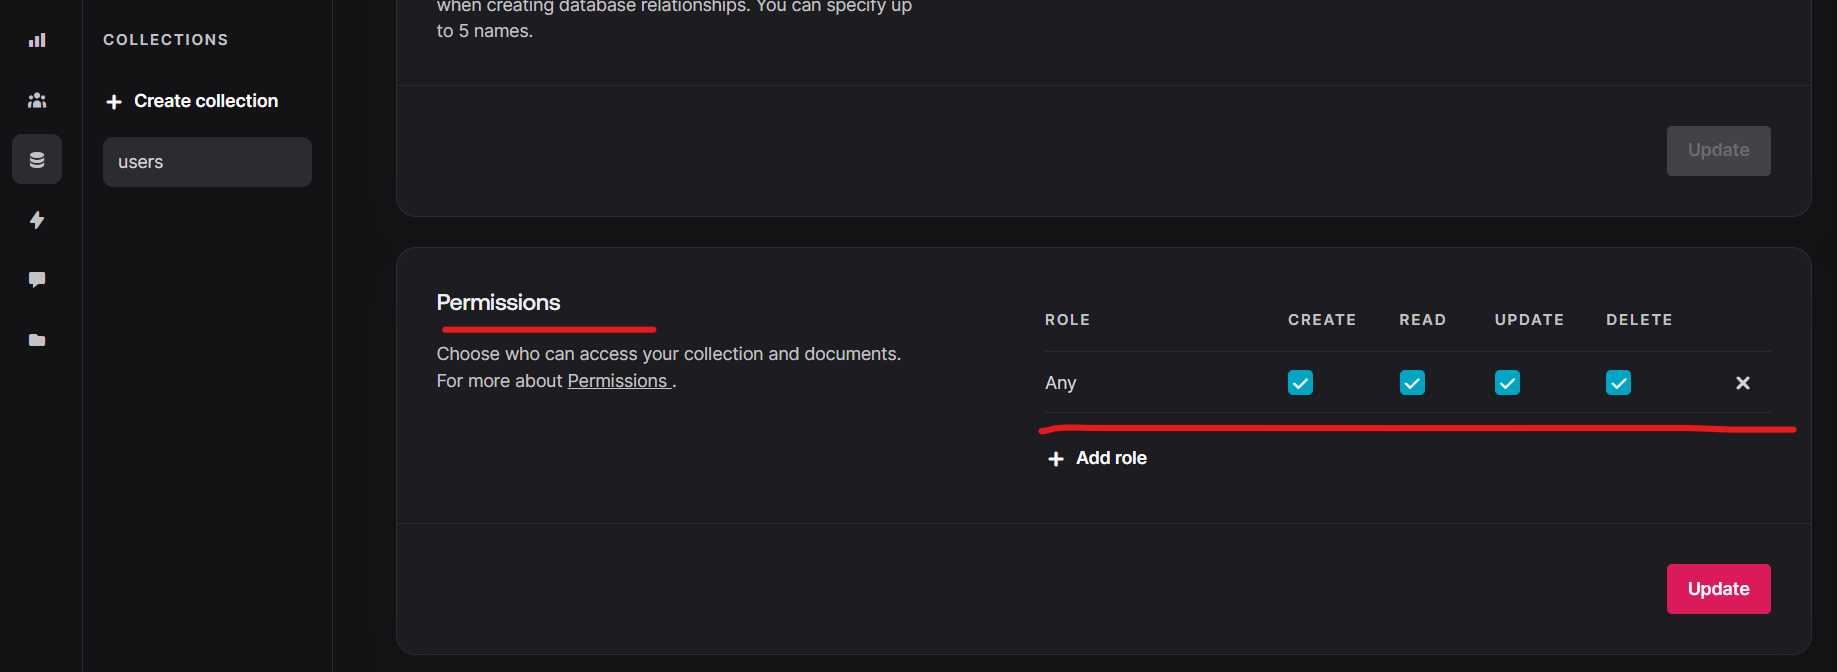 COLLECTIONS
Create collection
users
when creating database relationships. You can specify up
to 5 names.
Update
Permissions
Choose who can access your collection and documents.
For more about Permissions .
ROLE CREATE READ UPDATE DELETE
Any
Add role
Update